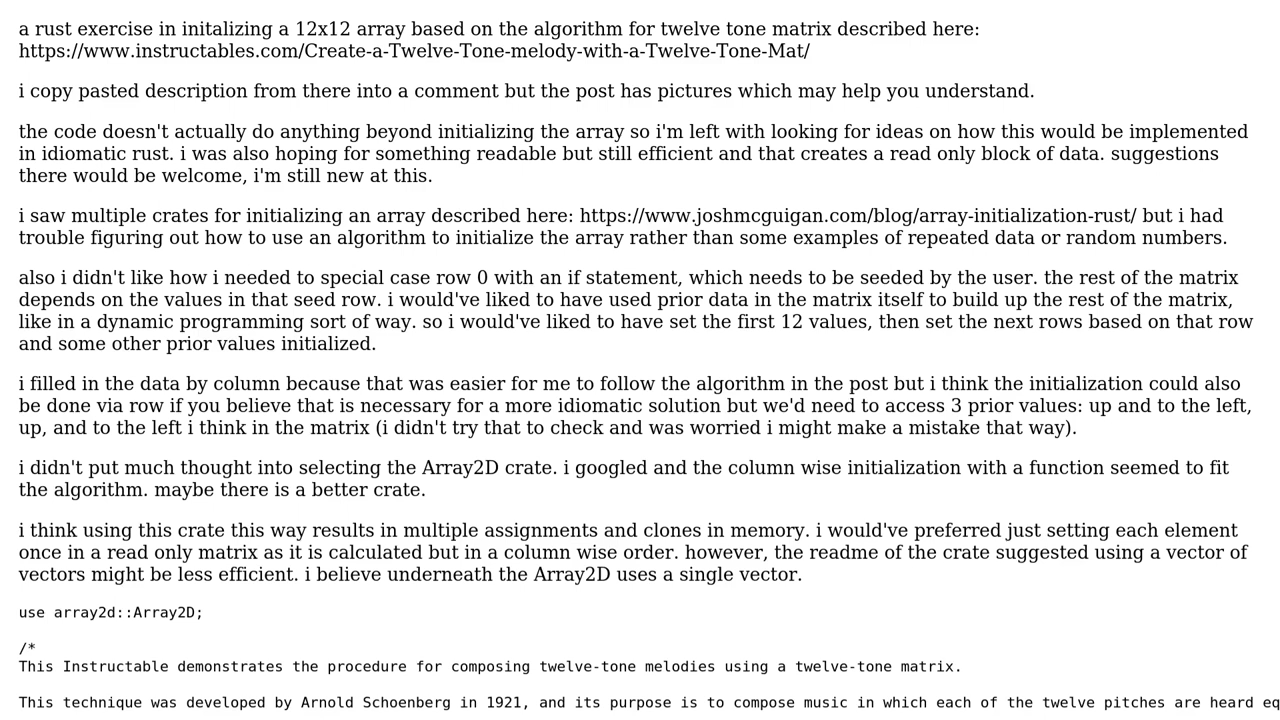 a rust exercise in initalizing a 12x12 array based on the algorithm for twelve tone matrix described here:
https://www.instructables.com/Create-a-Twelve-Tone-melody-with-a-Twelve-Tone-Mat/
i copy pasted description from there into a comment but the post has pictures which may help you understand.
the code doesn't actually do anything beyond initializing the array so i'm left with looking for ideas on how this would be implemented
in idiomatic rust. i was also hoping for something readable but still efficient and that creates a read only block of data. suggestions
there would be welcome, i'm still new at this.
i saw multiple crates for initializing an array described here: https://www.joshmcguigan.com/blog/array-initialization-rust/ but i had
trouble figuring out how to use an algorithm to initialize the array rather than some examples of repeated data or random numbers.
also i didn't like how i needed to special case row 0 with an if statement, which needs to be seeded by the user. the rest of the matrix
depends on the values in that seed row. i would've liked to have used prior data in the matrix itself to build up the rest of the matrix,
like in a dynamic programming sort of way. so i would've liked to have set the first 12 values, then set the next rows based on that row
and some other prior values initialized.
i filled in the data by column because that was easier for me to follow the algorithm in the post but i think the initialization could also
be done via row if you believe that is necessary for a more idiomatic solution but we'd need to access 3 prior values: up and to the left,
up, and to the left i think in the matrix (i didn't try that to check and was worried i might make a mistake that way).
i didn't put much thought into selecting the Array2D crate. i googled and the column wise initialization with a function seemed to fit
the algorithm. maybe there is a better crate.
i think using this crate this way results in multiple assignments and clones in memory. i would've preferred just setting each element
once in a read only matrix as it is calculated but in a column wise order. however, the readme of the crate suggested using a vector of
vectors might be less efficient. i believe underneath the Array2D uses a single vector.
use array2d::Array2D;
/*
This Instructable demonstrates the procedure for composing twelve-tone melodies using a twelve-tone matrix.
This technique was developed by Arnold Schoenberg in 1921, and its purpose is to compose music in which each of the twelve pitches are heard eq